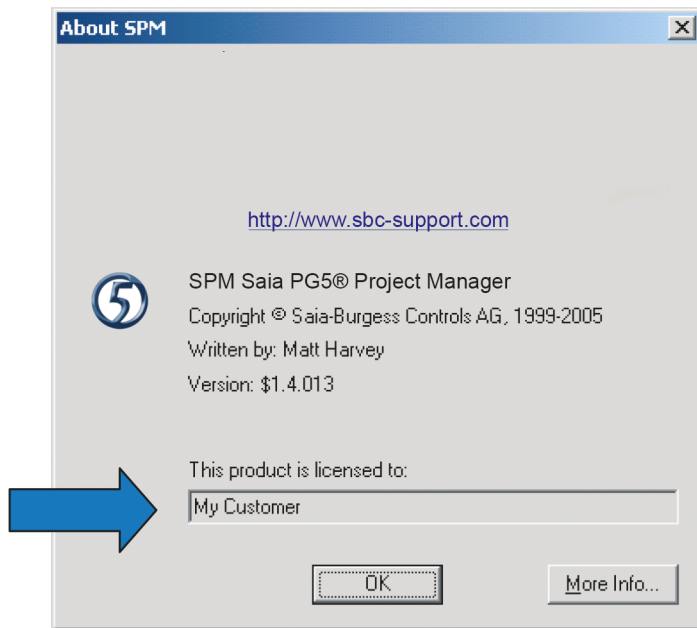 About SPM
http://www.sbc-support.com
5
SPM Saia PG5® Project Manager
Copyright © Saia-Burgess Controls AG, 1999-2005
Written by: Matt Harvey
Version: $1.4.013
This product is licensed to:
My Customer
OK
More Info...